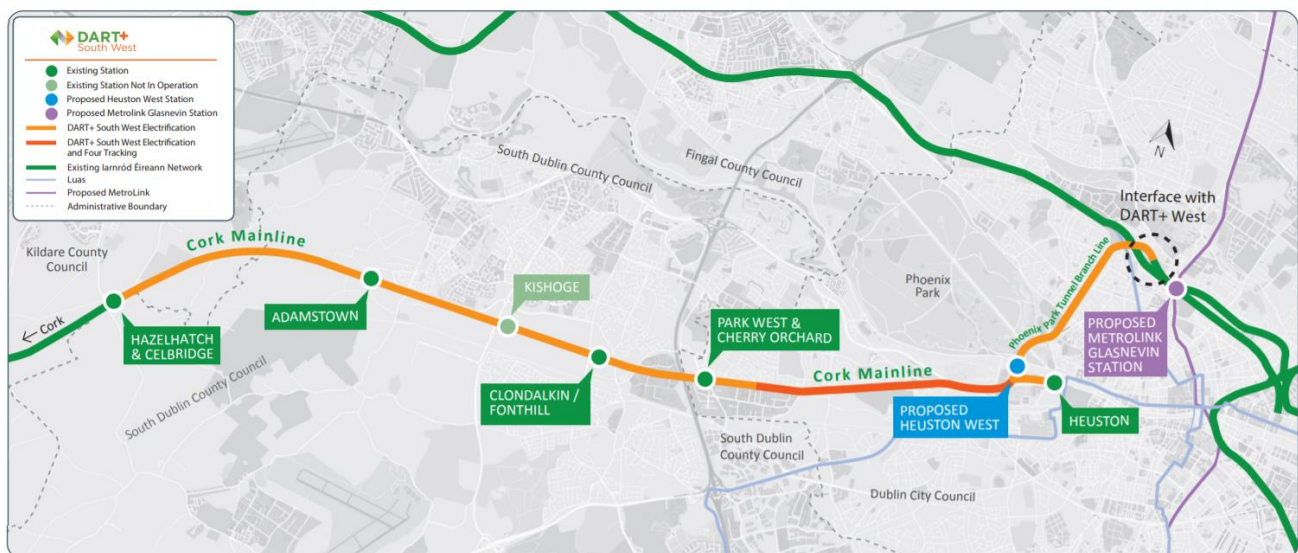 DART+
South West
Existing Station
Existing Station Not In Operation
Proposed Heuston West Station
Proposed Metrolink Glasnevin Station
DART+ South West Electrification
DART+ South West Electrification
and Four Tracking
Existing Iarnród Éireann Network
Luas
Proposed MetroLink
Administrative Boundary
South Dublin County Council
Fingal County Council
N
Interface with
DART+ West
Kildare County
Council
Cork Mainline
Phoenix
Park
Phoenix Park Tunnel Branch Line
← Cork
HAZELHATCH
& CELBRIDGE
ADAMSTOWN
KISHOGE
CLONDALKIN /
FONTHILL
PARK WEST &
CHERRY ORCHARD
Cork Mainline
PROPOSED
HEUSTON WEST
HEUSTON
PROPOSED
METROLINK
GLASNEVIN
STATION
South Dublin County Council
South Dublin
County Council
Dublin City Council